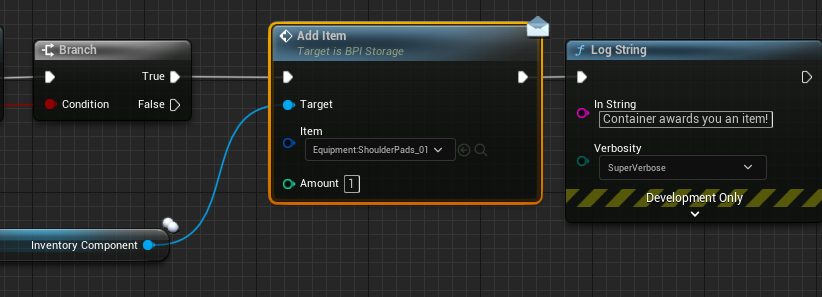 Branch
True
Condition
False
Inventory Component
Add Item
Target is BPI Storage
Target
Item
Equipment:ShoulderPads_01
Amount 1
f Log String
In String
Container awards you an item!
Verbosity
SuperVerbose
Development Only